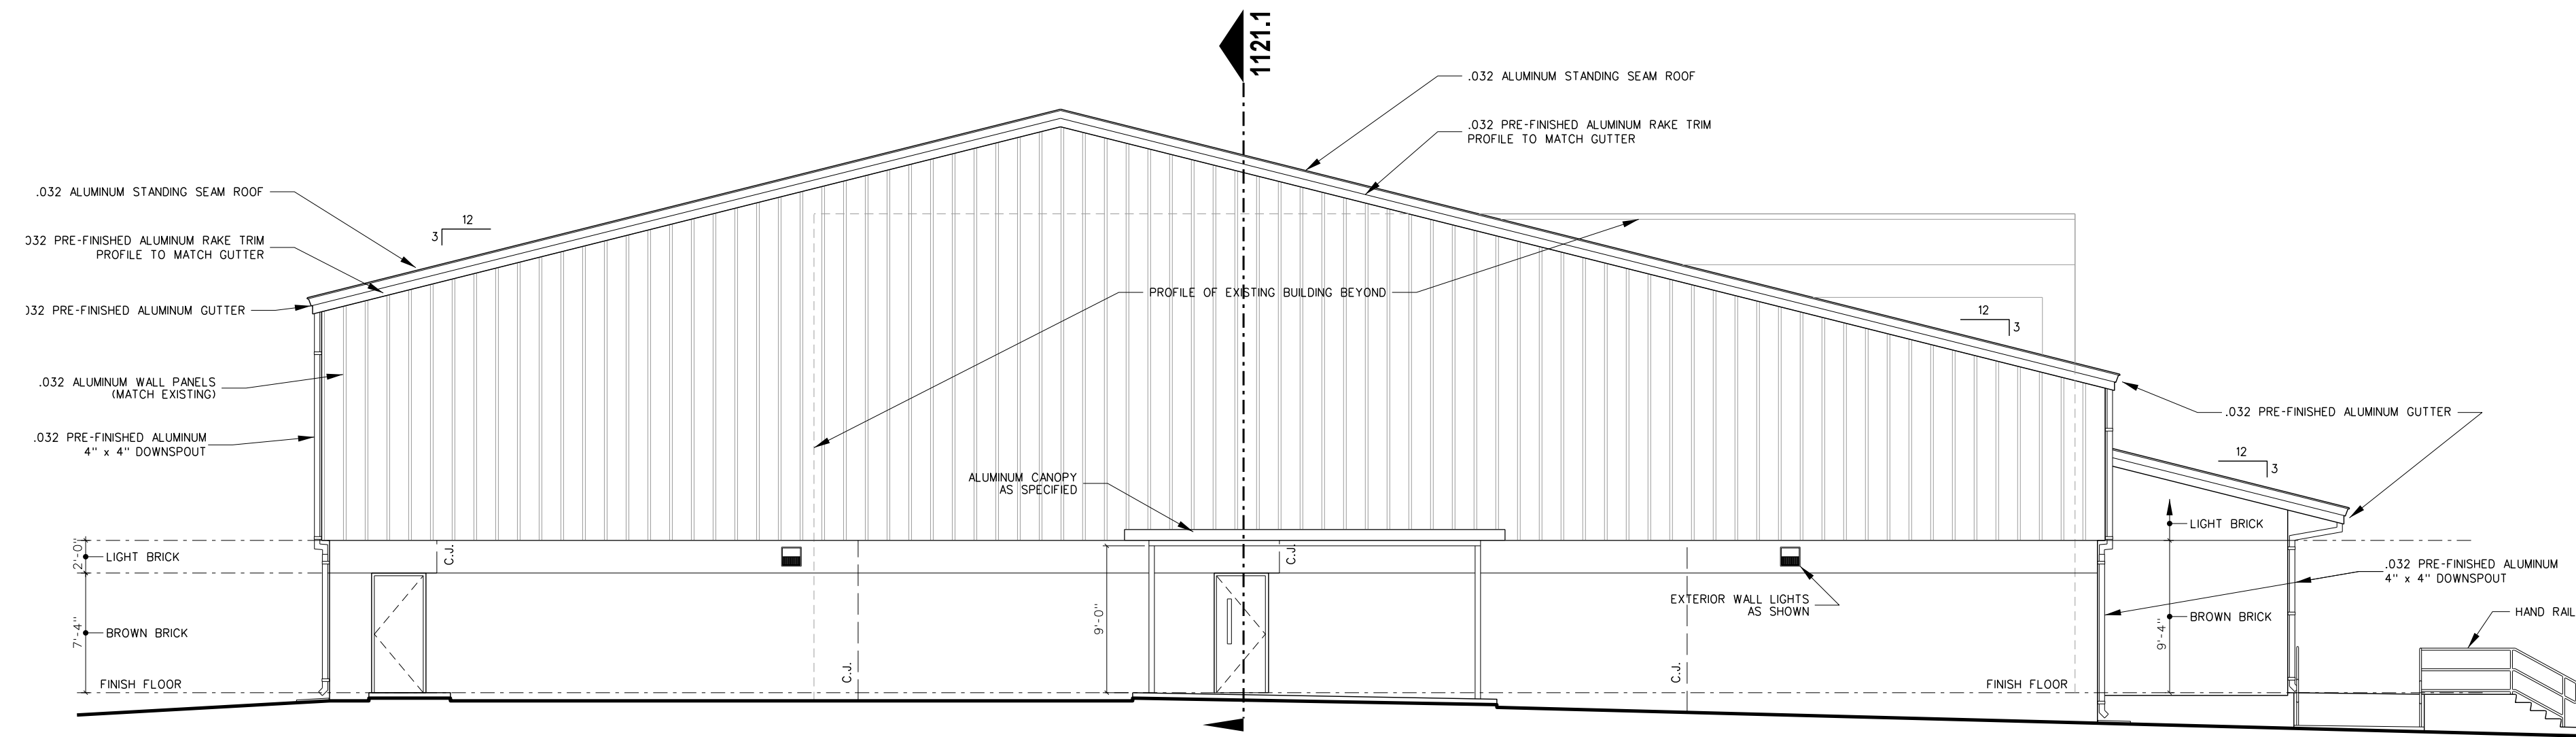 1121.1
.032 ALUMINUM STANDING SEAM ROOF
.032 PRE-FINISHED ALUMINUM RAKE TRIM
PROFILE TO MATCH GUTTER
.032 ALUMINUM STANDING SEAM ROOF
12
3
032 PRE-FINISHED ALUMINUM RAKE TRIM
PROFILE TO MATCH GUTTER
032 PRE-FINISHED ALUMINUM GUTTER
PROFILE OF EXISTING BUILDING BEYOND
12
3
.032 ALUMINUM WALL PANELS
(MATCH EXISTING)
.032 PRE-FINISHED ALUMINUM GUTTER
.032 PRE-FINISHED ALUMINUM
4" x 4" DOWNSPOUT
12
3
ALUMINUM CANOPY
AS SPECIFIED
LIGHT BRICK
2'-0"
LIGHT BRICK
C.J.
C.J.
.032 PRE-FINISHED ALUMINUM
4" x 4" DOWNSPOUT
EXTERIOR WALL LIGHTS
AS SHOWN
HAND RAIL
7'-4"
BROWN BRICK
9'-0"
9'-4"
BROWN BRICK
C.J.
C.J.
FINISH FLOOR
FINISH FLOOR